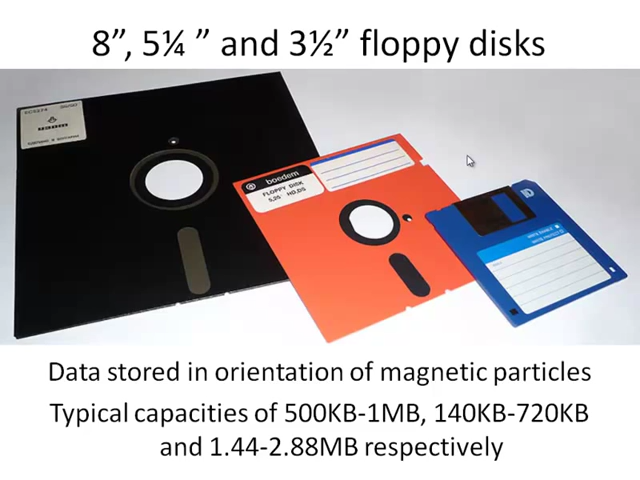 8”, 5¼ ” and 3½” floppy disks
boedem
FLOPPY DISK
5,25 HD,DS
HD
Data stored in orientation of magnetic particles
Typical capacities of 500KB-1MB, 140KB-720KB
and 1.44-2.88MB respectively